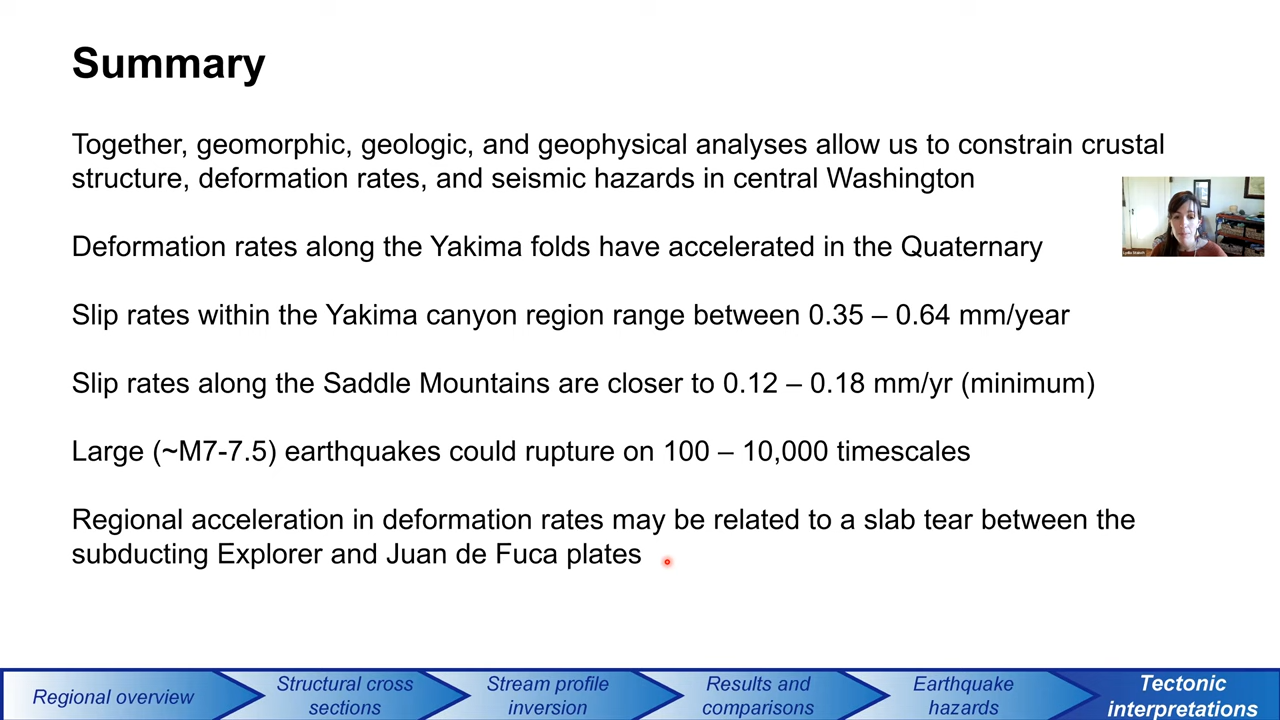 Summary
Together, geomorphic, geologic, and geophysical analyses allow us to constrain crustal
structure, deformation rates, and seismic hazards in central Washington
Deformation rates along the Yakima folds have accelerated in the Quaternary
Slip rates within the Yakima canyon region range between 0.35 – 0.64 mm/year
Slip rates along the Saddle Mountains are closer to 0.12 – 0.18 mm/yr (minimum)
Large (~M7-7.5) earthquakes could rupture on 100 – 10,000 timescales
Regional acceleration in deformation rates may be related to a slab tear between the
subducting Explorer and Juan de Fuca plates
Regional overview
Structural cross
sections
Stream profile
inversion
Results and
comparisons
Earthquake
hazards
Tectonic
interpretations